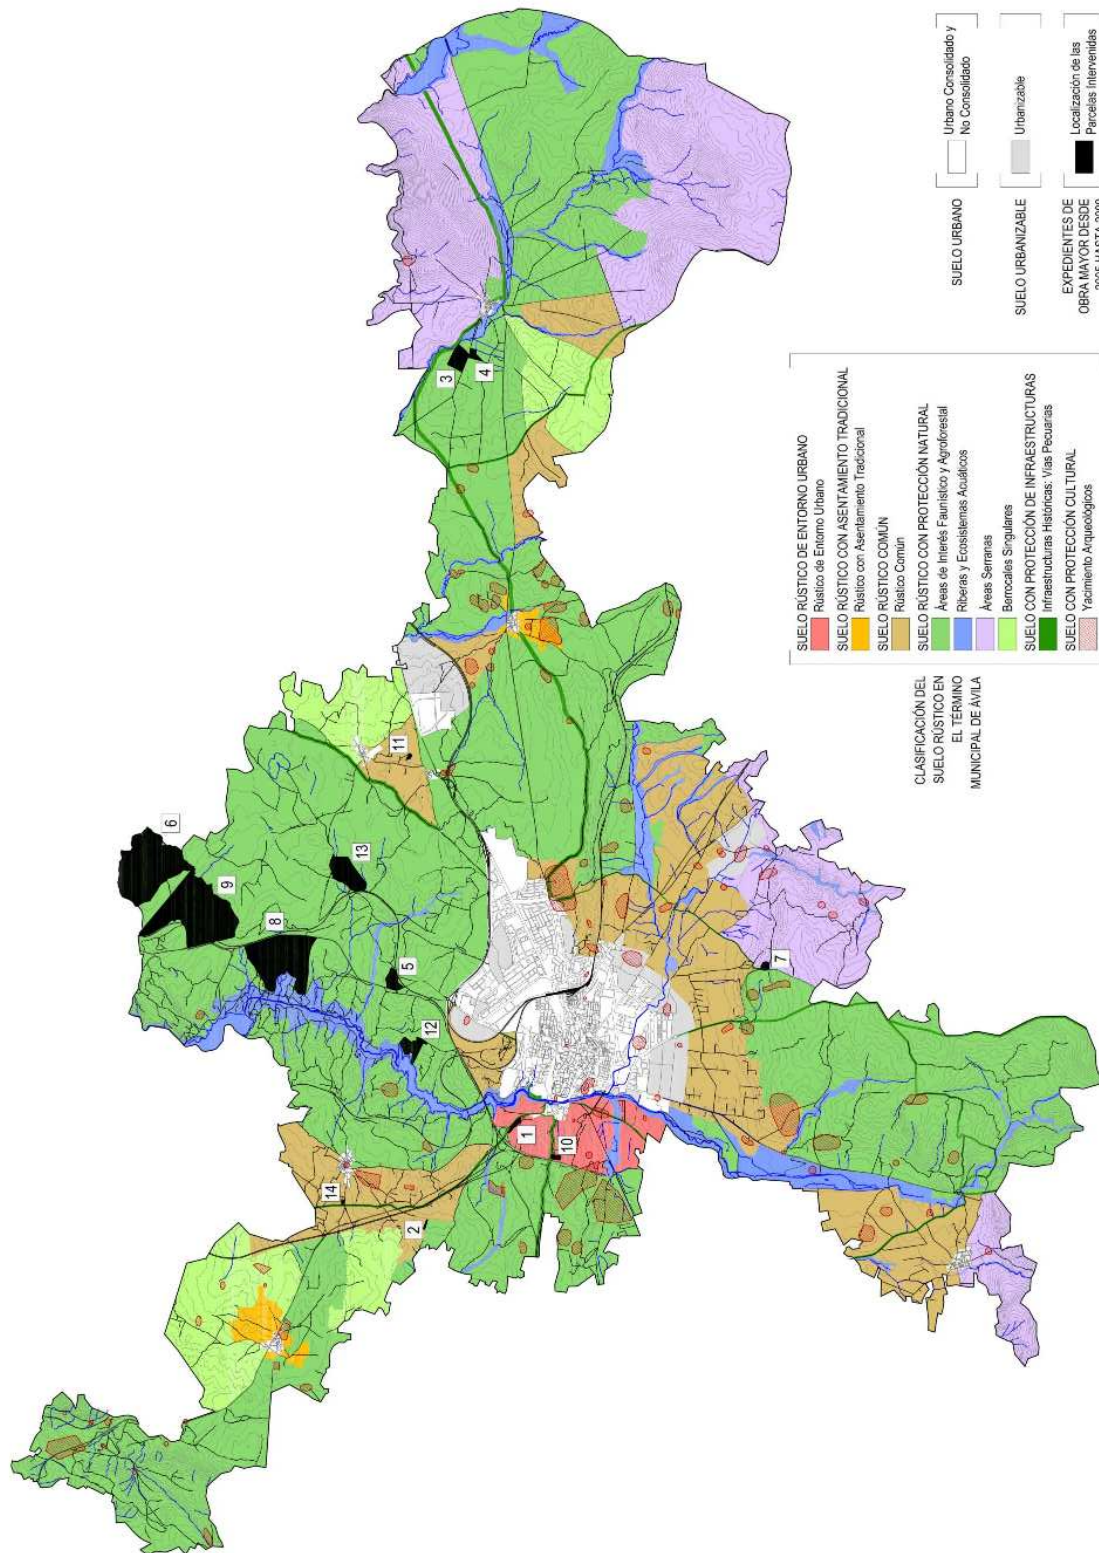 6
9
8
14
13
11
5
2
12
3
4
1
10
7
CLASIFICACIÓN DEL
SUELO RÚSTICO EN
EL TÉRMINO
MUNICIPAL DE ÁVILA
SUELO RÚSTICO DE ENTORNO URBANO
Rústico de Entorno Urbano
SUELO RÚSTICO CON ASENTAMIENTO TRADICIONAL
Rústico con Asentamiento Tradicional
SUELO RÚSTICO COMÚN
Rústico Común
SUELO RÚSTICO CON PROTECCIÓN NATURAL
Áreas de Interés Faunístico y Agroforestal
Riberas y Ecosistemas Acuáticos
Áreas Serranas
Berrocales Singulares
SUELO CON PROTECCIÓN DE INFRAESTRUCTURAS
Infraestructuras Históricas: Vías Pecuarias
SUELO CON PROTECCIÓN CULTURAL
Yacimiento Arqueológicos
SUELO URBANO
Urbano Consolidado y
No Consolidado
SUELO URBANIZABLE
Urbanizable
EXPEDIENTES DE
OBRA MAYOR DESDE
Localización de las
Parcelas Intervenidas